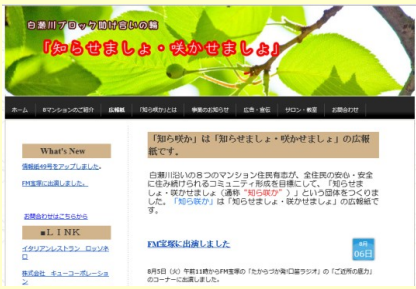 白瀬川ブロック助け合いの輪
「知らせましょ・咲かせましょ」
ホーム 8マンションのご紹介 広報紙 「知ら咲か」とは 事業のお知らせ 広告・宣伝 サロン・教室 お問合わせ
What's New
情報紙49号をアップしました。
FM宝塚に出演しました。
お問合わせはこちらから
■ＬＩＮＫ
イタリアンレストラン ロッソネロ
株式会社 キューコーポレーション
「知ら咲か」は「知らせましょ・咲かせましょ」の広報紙です。
白瀬川沿いの８つのマンション住民有志が、全住民の安心・安全に住み続けられるコミュニティ形成を目標にして、「知らせましょ・咲かせましょ（通称“知ら咲か”）」という団体をつくりました。「知ら咲か」は「知らせましょ・咲かせましょ」の広報紙です。
FM宝塚に出演しました
8月
06日
8月5日（火）午前11時からFM宝塚の「たからづか発!口基ラジオ」の「ご近所の底力」のコーナーに出演しました。